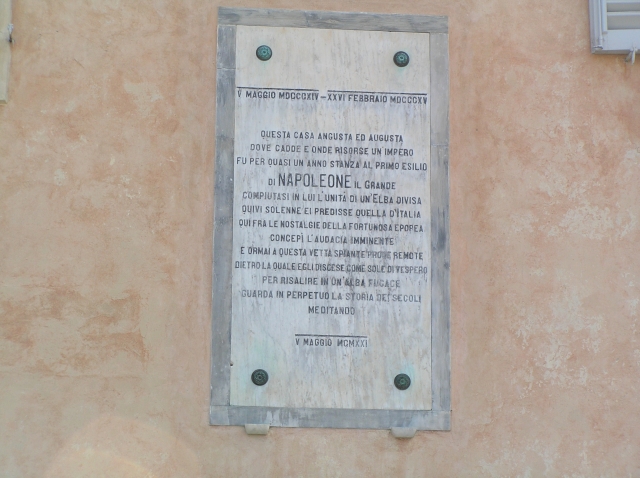 V MAGGIO MDCCCXIV – XXVI FEBBRAIO MDCCCXV
QUESTA CASA ANGUSTA ED AUGUSTA
DOVE CADDE E ONDE RISORSE UN IMPERO
FU PER QUASI UN ANNO STANZA AL PRIMO ESILIO
DI NAPOLEONE IL GRANDE
COMPIUTASI IN LUI L'UNITÀ DI UN'ELBA DIVISA
QUIVI SOLENNE EI PREDISSE QUELLA D'ITALIA
QUI FRA LE NOSTALGIE DELLA FORTUNOSA EPOPEA
CONCEPÌ L'AUDACIA IMMINENTE
E ORMAI A QUESTA VETTA SPIANTE PRODE REMOTE
DIETRO LA QUALE EGLI DISCESE COME SOLE DI VESPERO
PER RISALIRE IN UN'ALBA FUGACE
GUARDA IN PERPETUO LA STORIA DEI SECOLI
MEDITANDO
V MAGGIO MCMXXI